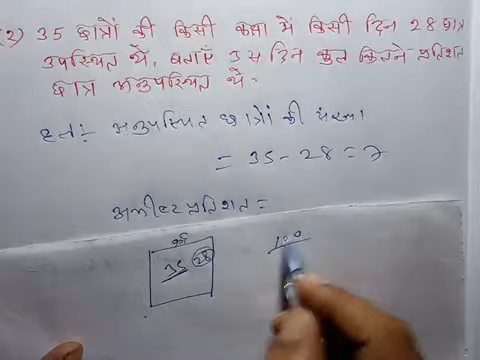 (2) 35 छात्रों की किसी कक्षा में किसी दिन 28 छात्र
उपस्थित थे, बताएँ उस दिन कुल कितने प्रतिशत
छात्र अनुपस्थित थे.
हल :- अनुपस्थित छात्रों की संख्या
= 35 - 28 = 7
अभीष्ट प्रतिशत =
35 28
100